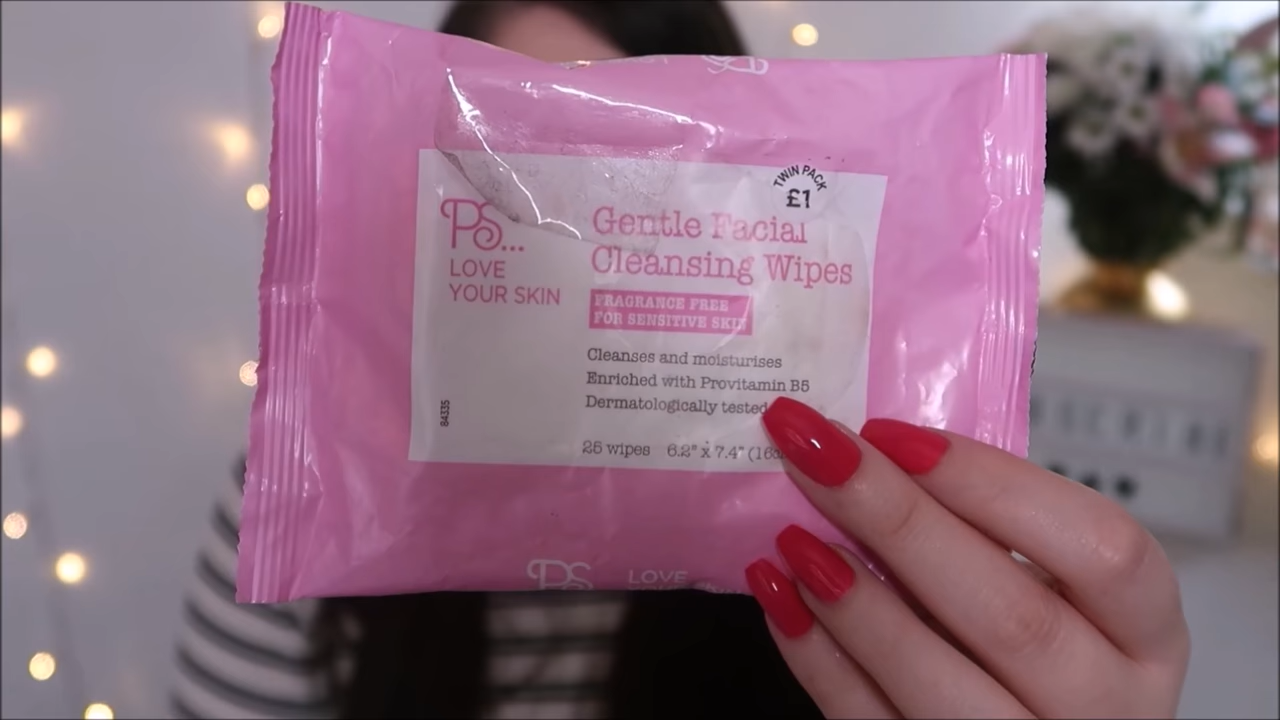 TWIN PACK
£1
PS...
LOVE
YOUR SKIN
Gentle Facial
Cleansing Wipes
FRAGRANCE FREE
FOR SENSITIVE SKIN
Cleanses and moisturises
Enriched with Provitamin B5
Dermatologically tested
25 wipes 6.2" x 7.4" (16
84335
PS
LOVE